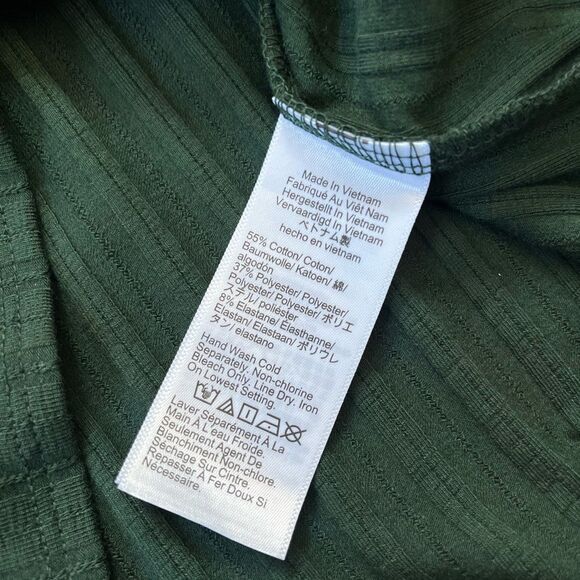 Made In Vietnam
Fabriqué Au Viêt Nam
Hergestellt In Vietnam
Vervaardigd In Vietnam
ベトナム製
hecho en vietnam
55% Cotton/ Coton/
Baumwolle/ Katoen/ 綿/
algodon
37% Polyester/ Polyester/
Polyester/ Polyester/ ポリエ
ステル/ poliéster
8% Elastane/ Élasthanne/
Elastan/ Elastaan/ ポリウレ
タン/ elastano
Hand Wash Cold
Separately. Non-chlorine
Bleach Only. Line Dry. Iron
On Lowest Setting.
Laver Séparément À La
Main À L'eau Froide.
Seulement Agent De
Sanchiment Non-chlore.
Séchage Sur Cintre.
Repasser À Fer Doux Si
Nécessaire.